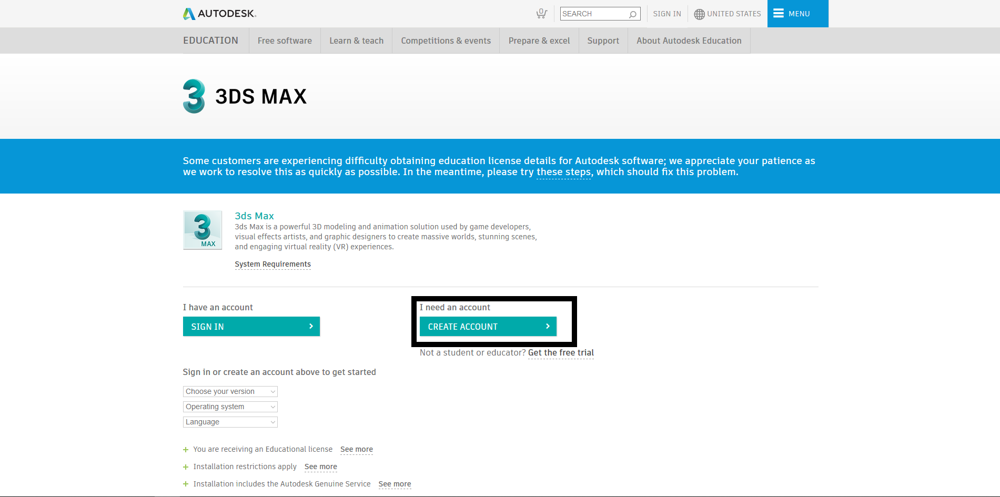 AUTODESK.
0
SEARCH
SIGN IN
UNITED STATES
MENU
EDUCATION
Free software
Learn & teach
Competitions & events
Prepare & excel
Support
About Autodesk Education
3 3DS MAX
Some customers are experiencing difficulty obtaining education license details for Autodesk software; we appreciate your patience as
we work to resolve this as quickly as possible. In the meantime, please try these steps, which should fix this problem.
3
MAX
3ds Max
3ds Max is a powerful 3D modeling and animation solution used by game developers,
visual effects artists, and graphic designers to create massive worlds, stunning scenes,
and engaging virtual reality (VR) experiences.
System Requirements
I have an account
SIGN IN
I need an account
CREATE ACCOUNT
Not a student or educator? Get the free trial
Sign in or create an account above to get started
Choose your version
Operating system
Language
+ You are receiving an Educational license See more
+ Installation restrictions apply See more
+ Installation includes the Autodesk Genuine Service See more